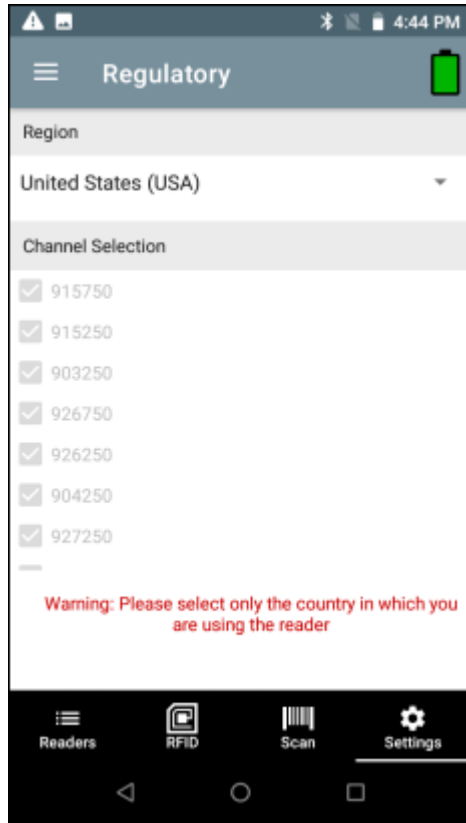 4:44 PM
Regulatory
Region
United States (USA)
Channel Selection
915750
915250
903250
926750
926250
904250
927250
Warning: Please select only the country in which you
are using the reader
Readers
RFID
Scan
Settings